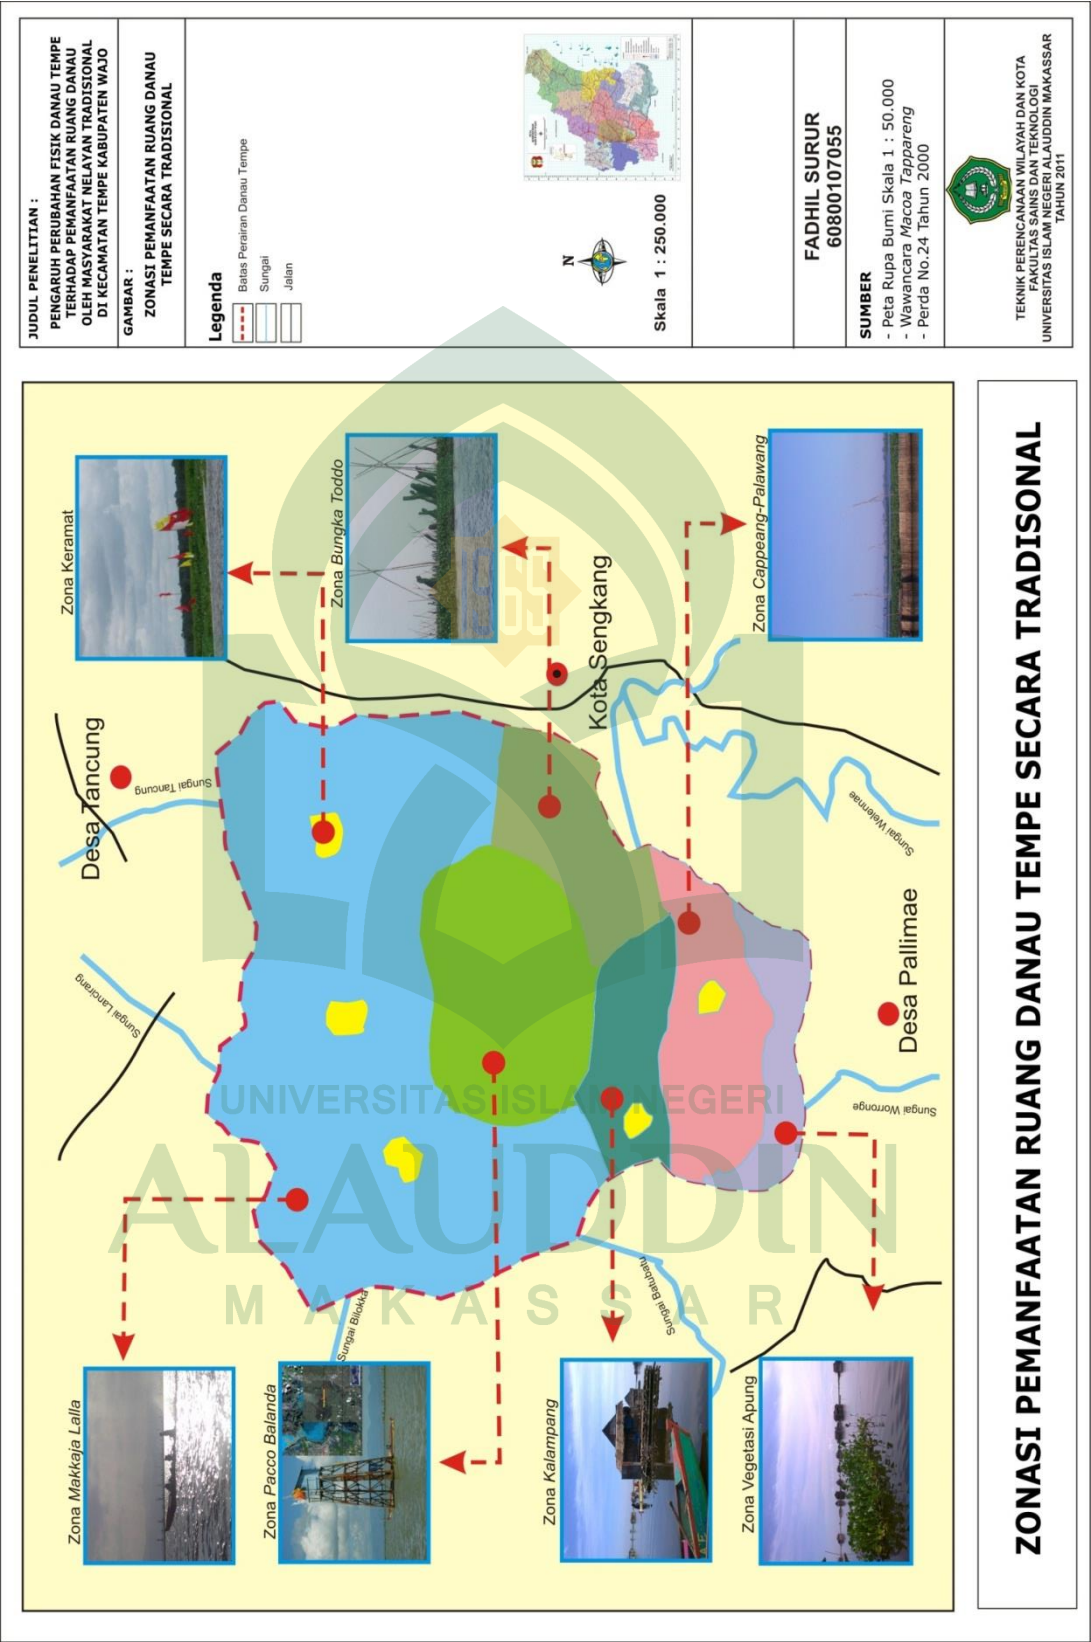 JUDUL PENELITIAN :
PENGARUH PERUBAHAN FISIK DANAU TEMPE
TERHADAP PEMANFAATAN RUANG DANAU
OLEH MASYARAKAT NELAYAN TRADISIONAL
DI KECAMATAN TEMPE KABUPATEN WAJO
GAMBAR :
ZONASI PEMANFAATAN RUANG DANAU
TEMPE SECARA TRADISIONAL
Legenda
Batas Perairan Danau Tempe
Sungai
Jalan
N
Skala 1 : 250.000
FADHIL SURUR
60800107055
SUMBER
- Peta Rupa Bumi Skala 1 : 50.000
- Wawancara Macoa Tappareng
- Perda No.24 Tahun 2000
TEKNIK PERENCANAAN WILAYAH DAN KOTA
FAKULTAS SAINS DAN TEKNOLOGI
UNIVERSITAS ISLAM NEGERI ALAUDDIN MAKASSAR
TAHUN 2011
Zona Keramat
Zona Bungka Toddo
Zona Cappeang-Palawang
Desa Tancung
Sungai Tancung
Kota Sengkang
Sungai Welennae
Sungai Lancirang
Desa Pallimae
Sungai Worronge
Sungai Bilokka
Sungai Batubatu
Zona Makkaja Lalla
Zona Pacco Balanda
Zona Kalampang
Zona Vegetasi Apung
UNIVERSITAS ISLAM NEGERI
ALAUDDIN
MAKASSAR
ZONASI PEMANFAATAN RUANG DANAU TEMPE SECARA TRADISONAL